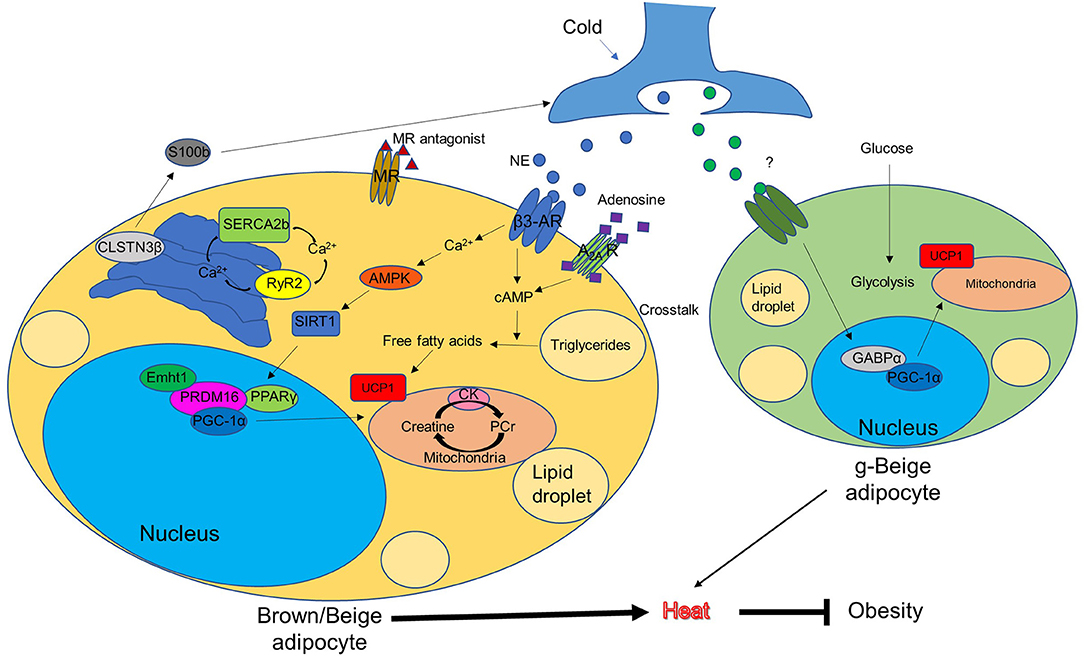 Cold
S100b
MR antagonist
MR
NE
?
Glucose
Adenosine
β3-AR
A2AR
SERCA2b
CLSTN3β
Ca2+
Ca2+
Ca2+
RyR2
AMPK
cAMP
Crosstalk
SIRT1
Free fatty acids
Triglycerides
UCP1
Lipid
droplet
Glycolysis
Mitochondria
GABPα
PGC-1α
Nucleus
Emht1
PRDM16
PPARγ
PGC-1α
UCP1
CK
Creatine
PCr
Mitochondria
Lipid
droplet
Nucleus
g-Beige
adipocyte
Brown/Beige
adipocyte
Heat
Obesity